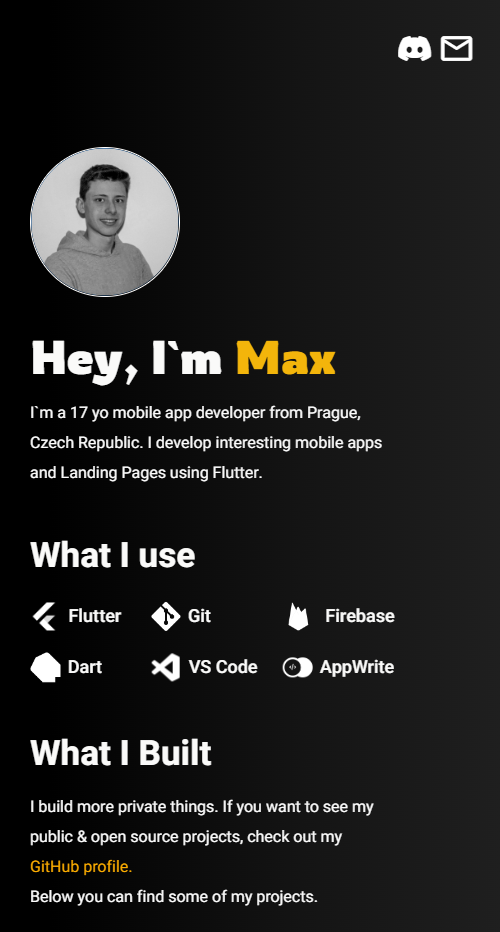 Hey, I`m Max
I`m a 17 yo mobile app developer from Prague,
Czech Republic. I develop interesting mobile apps
and Landing Pages using Flutter.
What I use
Flutter Git Firebase
Dart VS Code AppWrite
What I Built
I build more private things. If you want to see my
public & open source projects, check out my
GitHub profile.
Below you can find some of my projects.